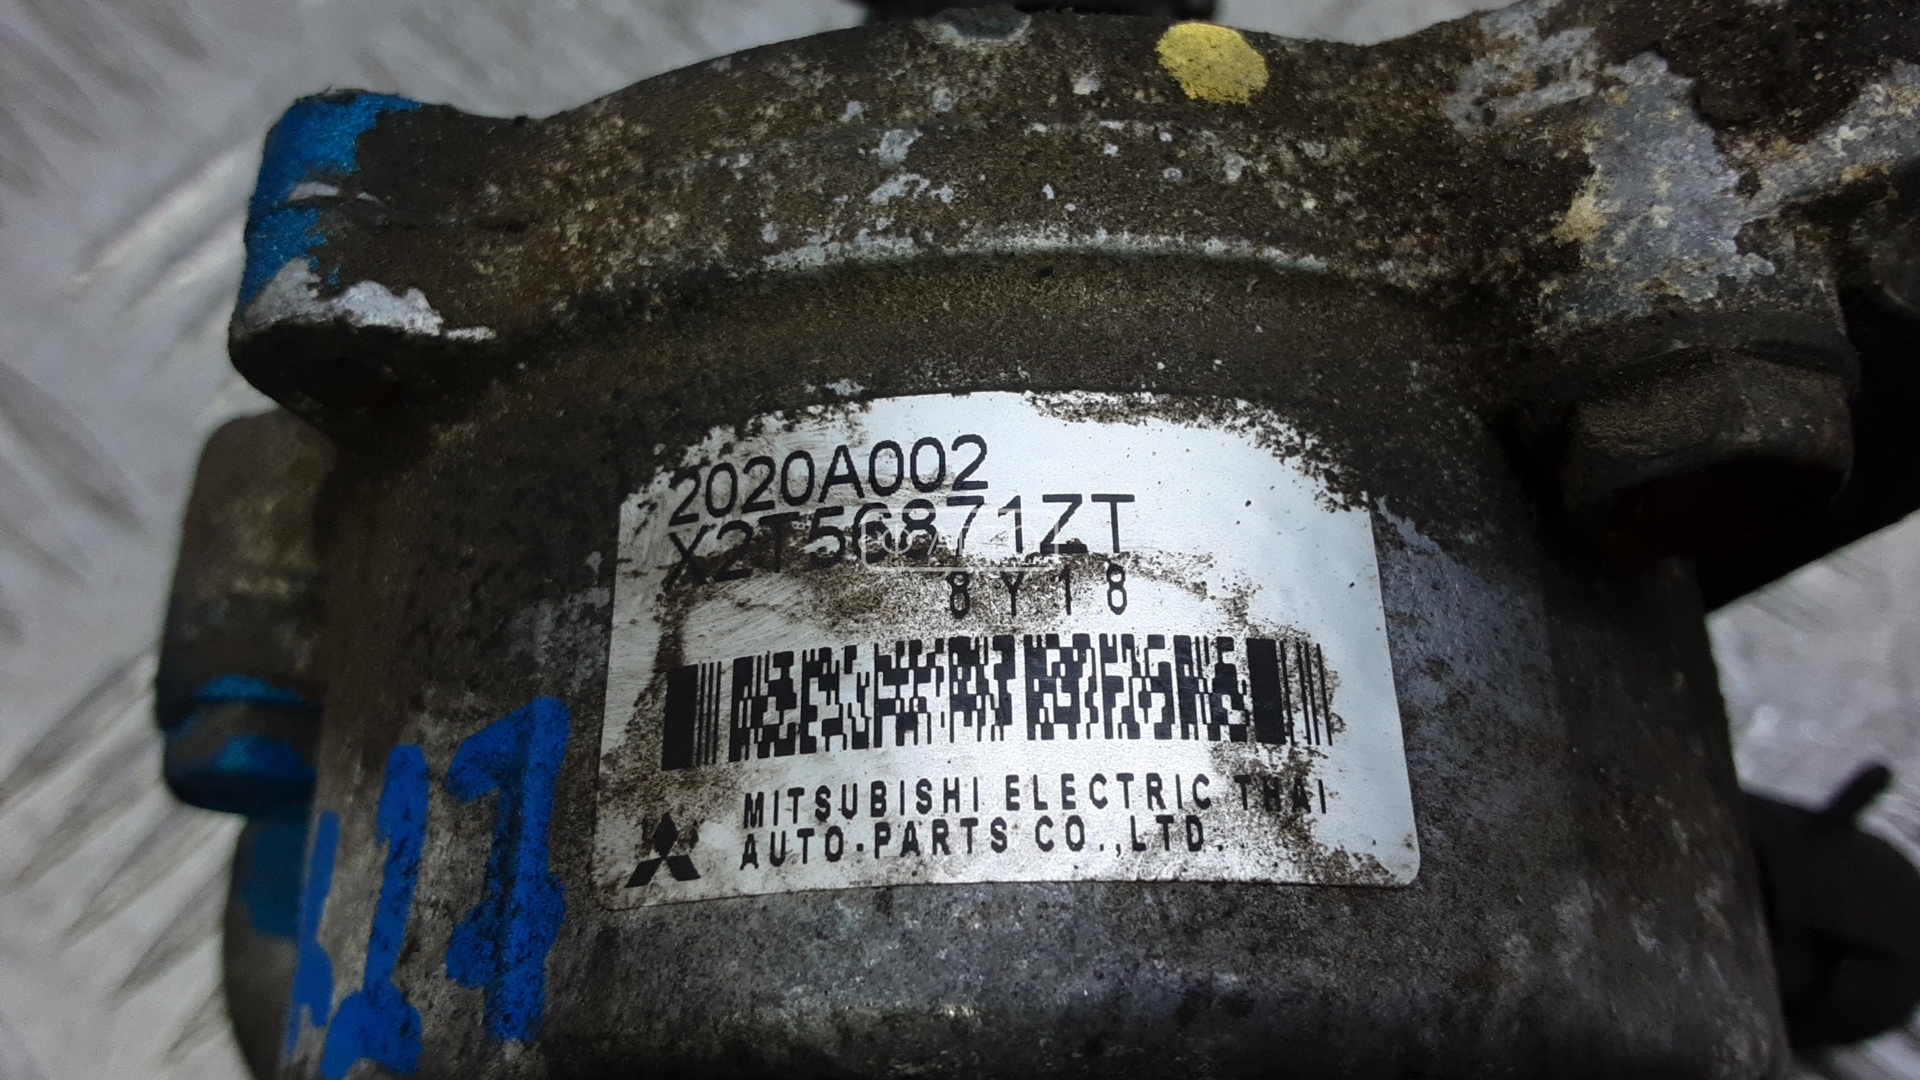 2020A002
X2T56871ZT
8Y18
MITSUBISHI ELECTRIC THAI
AUTO-PARTS CO.,LTD.